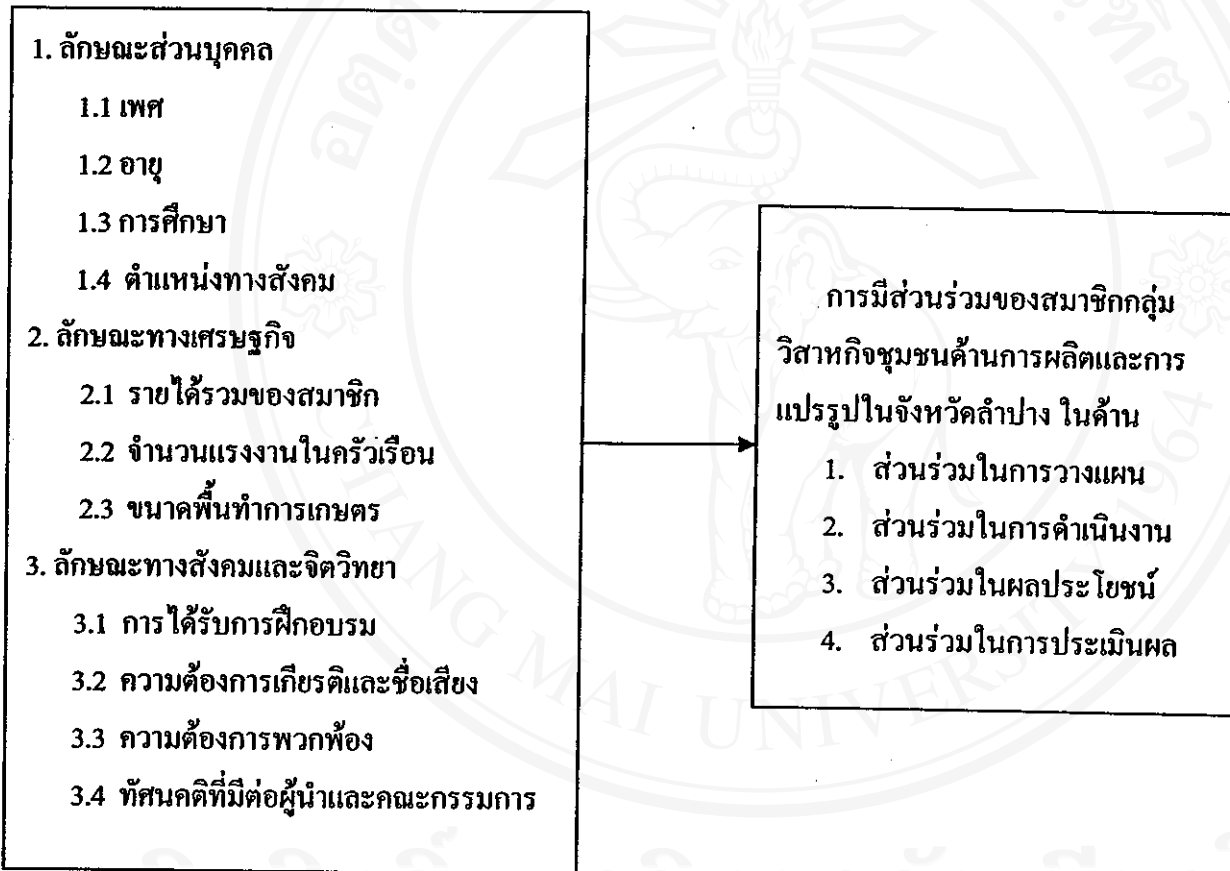 1. ลักษณะส่วนบุคคล
1.1 เพศ
1.2 อายุ
1.3 การศึกษา
1.4 ตำแหน่งทางสังคม
2. ลักษณะทางเศรษฐกิจ
2.1 รายได้รวมของสมาชิก
2.2 จำนวนแรงงานในครัวเรือน
2.3 ขนาดพื้นทำการเกษตร
3. ลักษณะทางสังคมและจิตวิทยา
3.1 การได้รับการฝึกอบรม
3.2 ความต้องการเกียรติและชื่อเสียง
3.3 ความต้องการพวกพ้อง
3.4 ทัศนคติที่มีต่อผู้นำและคณะกรรมการ
การมีส่วนร่วมของสมาชิกกลุ่ม
วิสาหกิจชุมชนด้านการผลิตและการ
แปรรูปในจังหวัดลำปาง ในด้าน
1. ส่วนร่วมในการวางแผน
2. ส่วนร่วมในการดำเนินงาน
3. ส่วนร่วมในผลประโยชน์
4. ส่วนร่วมในการประเมินผล
CHIANG MAI UNIVERSITY 1964